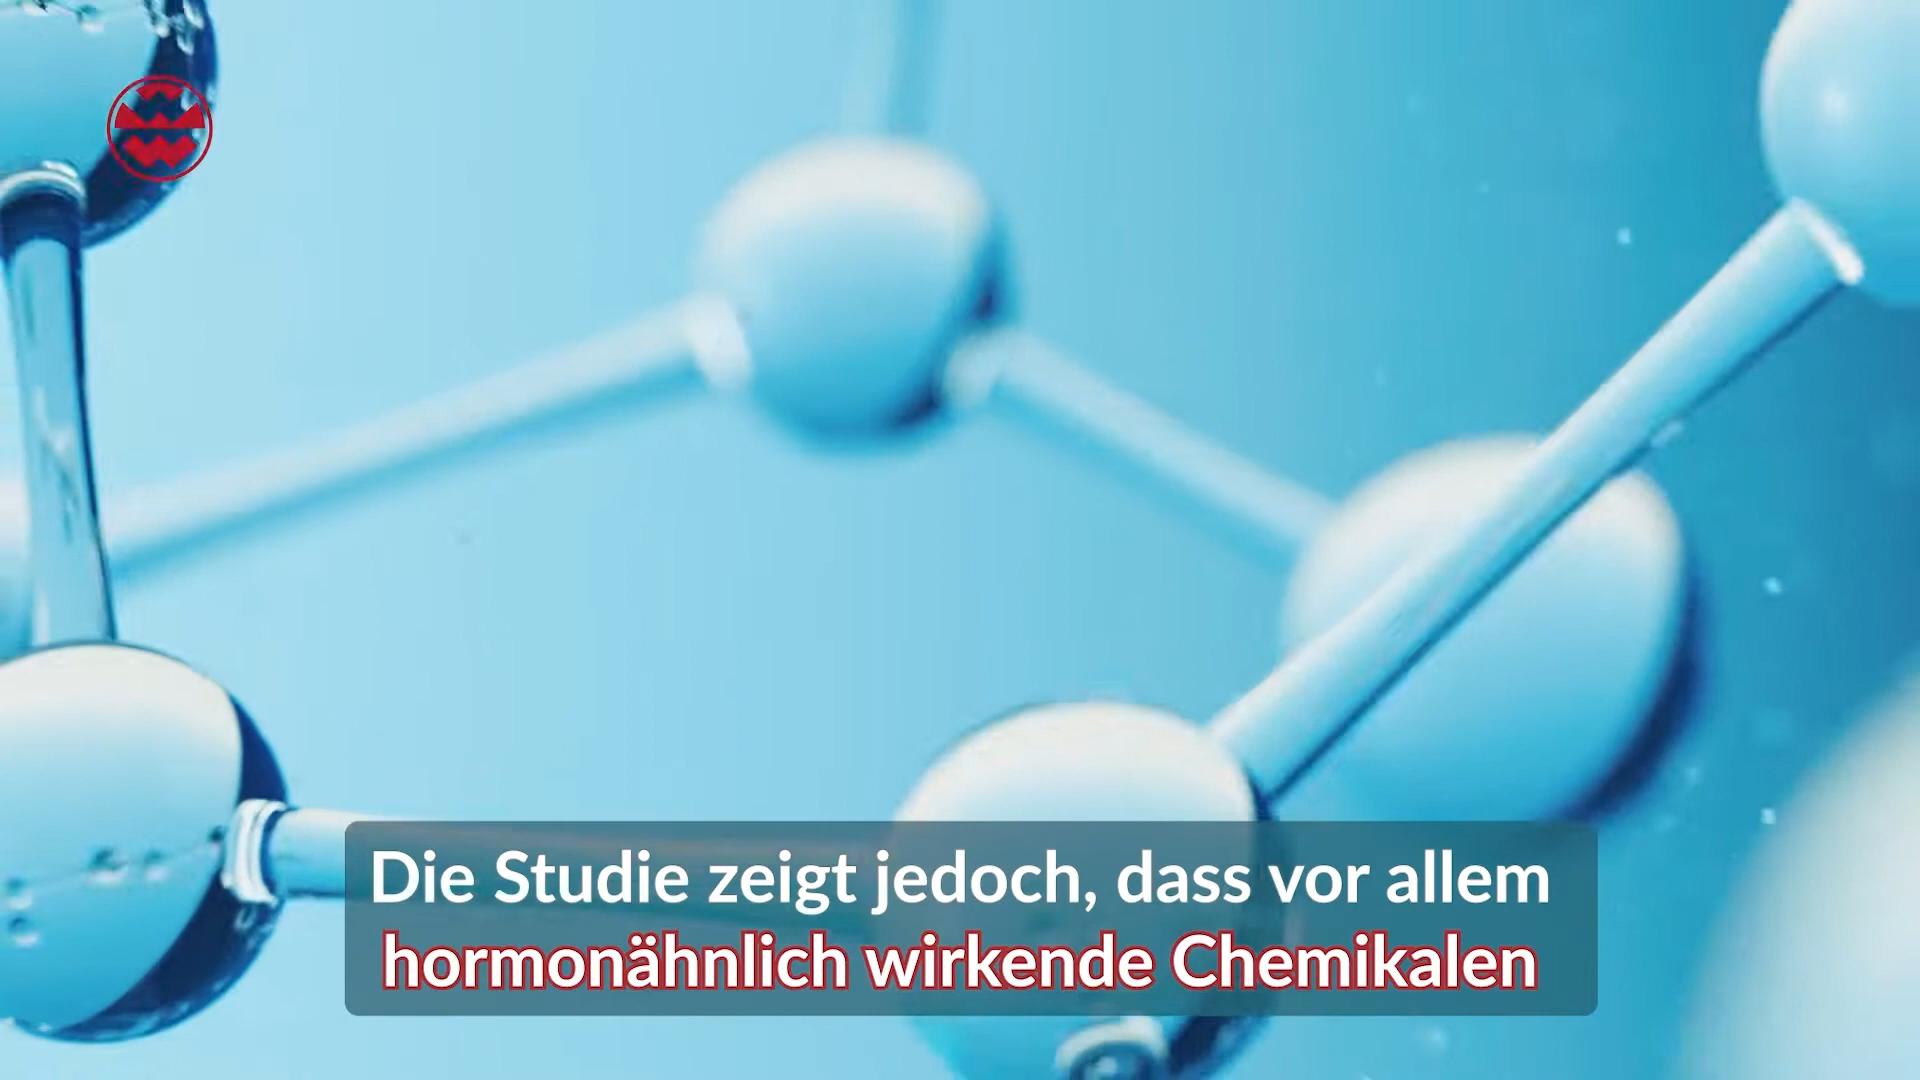 Die Studie zeigt jedoch, dass vor allem
hormonähnlich wirkende Chemikalen